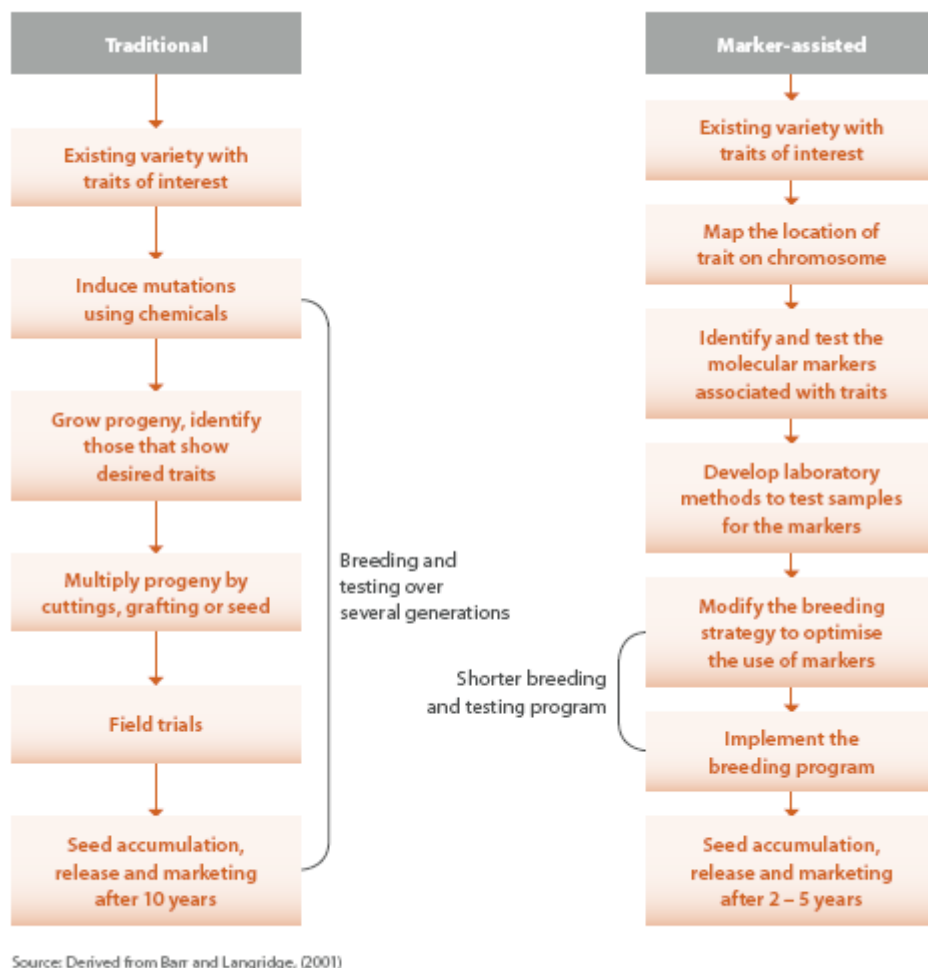 Traditional
Existing variety with
traits of interest
Induce mutations
using chemicals
Grow progeny, identify
those that show
desired traits
Multiply progeny by
cuttings, grafting or seed
Field trials
Seed accumulation,
release and marketing
after 10 years
Breeding and
testing over
several generations
Marker-assisted
Existing variety with
traits of interest
Map the location of
trait on chromosome
Identify and test the
molecular markers
associated with traits
Develop laboratory
methods to test samples
for the markers
Modify the breeding
strategy to optimise
the use of markers
Shorter breeding
and testing program
Implement the
breeding program
Seed accumulation,
release and marketing
after 2 – 5 years
Source: Derived from Barr and Langridge, (2001)